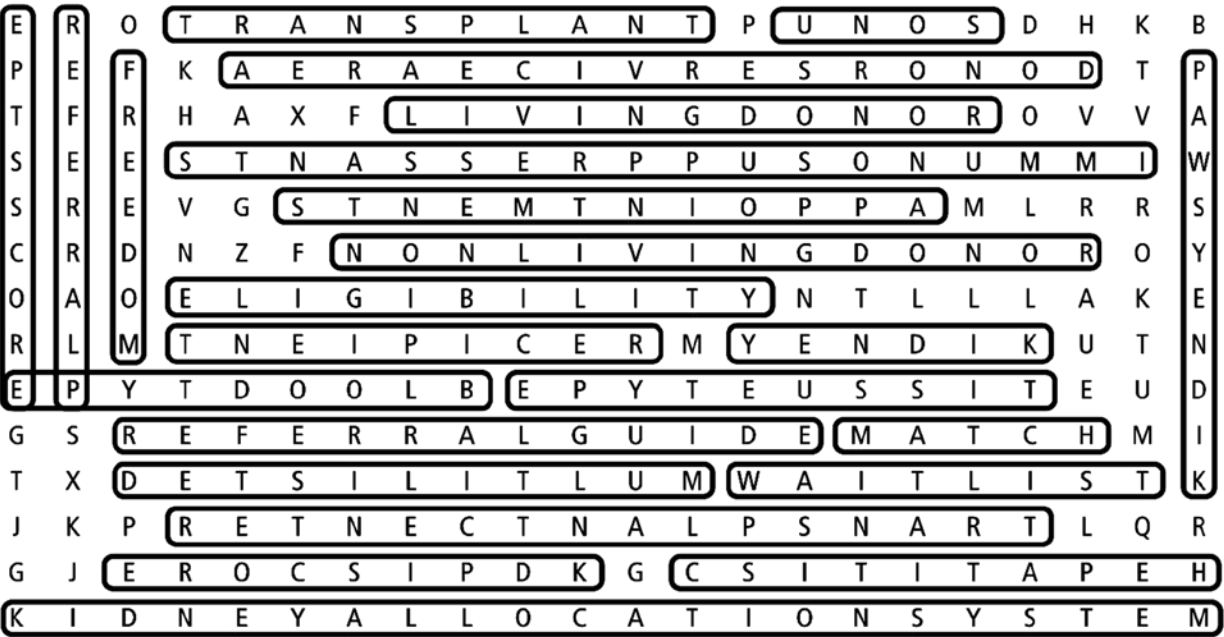 E R O T R A N S P L A N T P U N O S D H K B
P E F K A E R A E C I V R E S R O N O D T P
T F R H A X F L I V I N G D O N O R O V V A
S E E S T N A S S E R P P U S O N U M M I W
S R E V G S T N E M T N I O P P A M L R R S
C R D N Z F N O N L I V I N G D O N O R O Y
O A O E L I G I B I L I T Y N T L L L A K E
R L M T N E I P I C E R M Y E N D I K U T N
E P Y T D O O L B E P Y T E U S S I T E U D
G S R E F E R R A L G U I D E M A T C H M I
T X D E T S I L I T L U M W A I T L I S T K
J K P R E T N E C T N A L P S N A R T L Q R
G J E R O C S I P D K G C S I T I T A P E H
K I D N E Y A L L O C A T I O N S Y S T E M